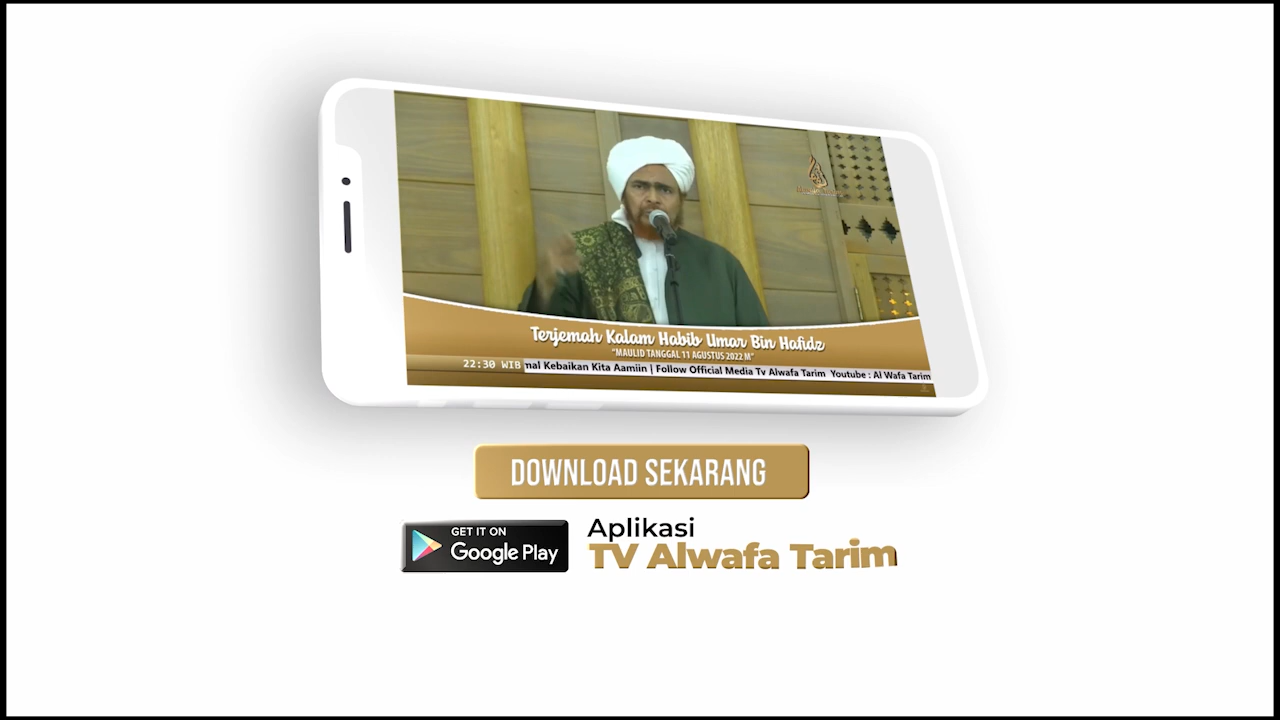 Terjemah Kalam Habib Umar Bin Hafidz
"MAULID TANGGAL 11 AGUSTUS 2022 M"
22:30 WIB mal Kebaikan Kita Aamiin | Follow Official Media Tv Alwafa Tarim Youtube : Al Wafa Tarim
DOWNLOAD SEKARANG
GET IT ON
Google Play
Aplikasi
TV Alwafa Tarim